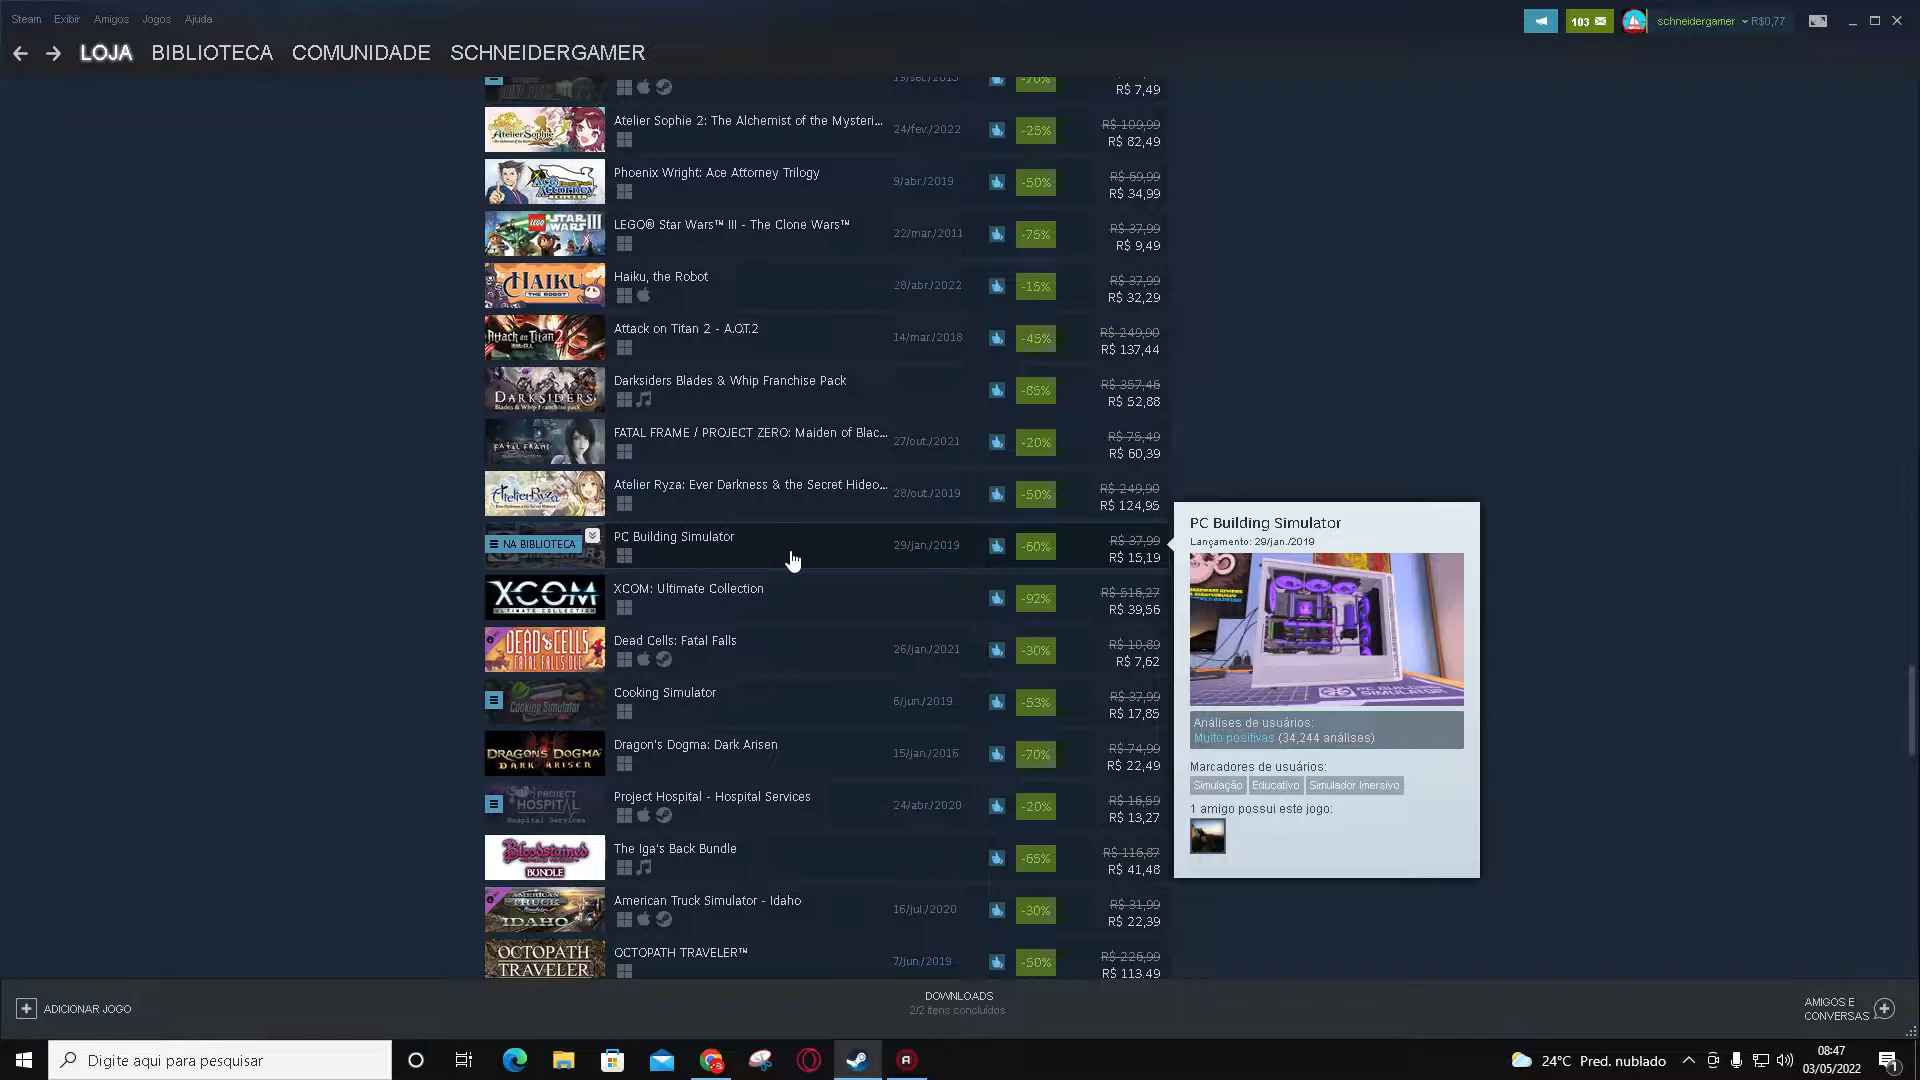 Steam Exibir Amigos Jogos Ajuda
103 schneidergamer R$0,77
LOJA BIBLIOTECA COMUNIDADE SCHNEIDERGAMER
-70%
R$ 7,49
Atelier Sophie 2: The Alchemist of the Mysteri... 24/fev./2022 -25% R$ 109,99
R$ 82,49
Phoenix Wright: Ace Attorney Trilogy 9/abr./2019 -50% R$ 69,99
R$ 34,99
LEGO® Star Wars™ III - The Clone Wars™ 22/mar./2011 -75% R$ 37,99
R$ 9,49
Haiku, the Robot 28/abr./2022 -15% R$ 37,99
R$ 32,29
Attack on Titan 2 - A.O.T.2 14/mar./2018 -45% R$ 249,90
R$ 137,44
Darksiders Blades & Whip Franchise Pack -85% R$ 367,46
R$ 52,88
FATAL FRAME / PROJECT ZERO: Maiden of Blac... 27/out./2021 -20% R$ 75,49
R$ 60,39
Atelier Ryza: Ever Darkness & the Secret Hideo... 28/out./2019 -50% R$ 249,90
R$ 124,95
NA BIBLIOTECA PC Building Simulator 29/jan./2019 -60% R$ 37,99
R$ 15,19
XCOM: Ultimate Collection -92% R$ 516,27
R$ 39,56
Dead Cells: Fatal Falls 26/jan./2021 -30% R$ 10,89
R$ 7,62
Cooking Simulator 6/jun./2019 -53% R$ 37,99
R$ 17,85
Dragon's Dogma: Dark Arisen 15/jan./2016 -70% R$ 74,99
R$ 22,49
Project Hospital - Hospital Services 24/abr./2020 -20% R$ 16,59
R$ 13,27
The Iga's Back Bundle -65% R$ 116,87
R$ 41,48
American Truck Simulator - Idaho 16/jul./2020 -30% R$ 31,99
R$ 22,39
OCTOPATH TRAVELER™ 7/jun./2019 -50% R$ 226,99
R$ 113,49
PC Building Simulator
Lançamento: 29/jan./2019
Análises de usuários:
Muito positivas (34,244 análises)
Marcadores de usuários:
Simulação Educativo Simulador Imersivo
1 amigo possui este jogo:
ADICIONAR JOGO
DOWNLOADS
2/2 itens concluídos
AMIGOS E
CONVERSAS
Digite aqui para pesquisar
24°C Pred. nublado
08:47
03/05/2022